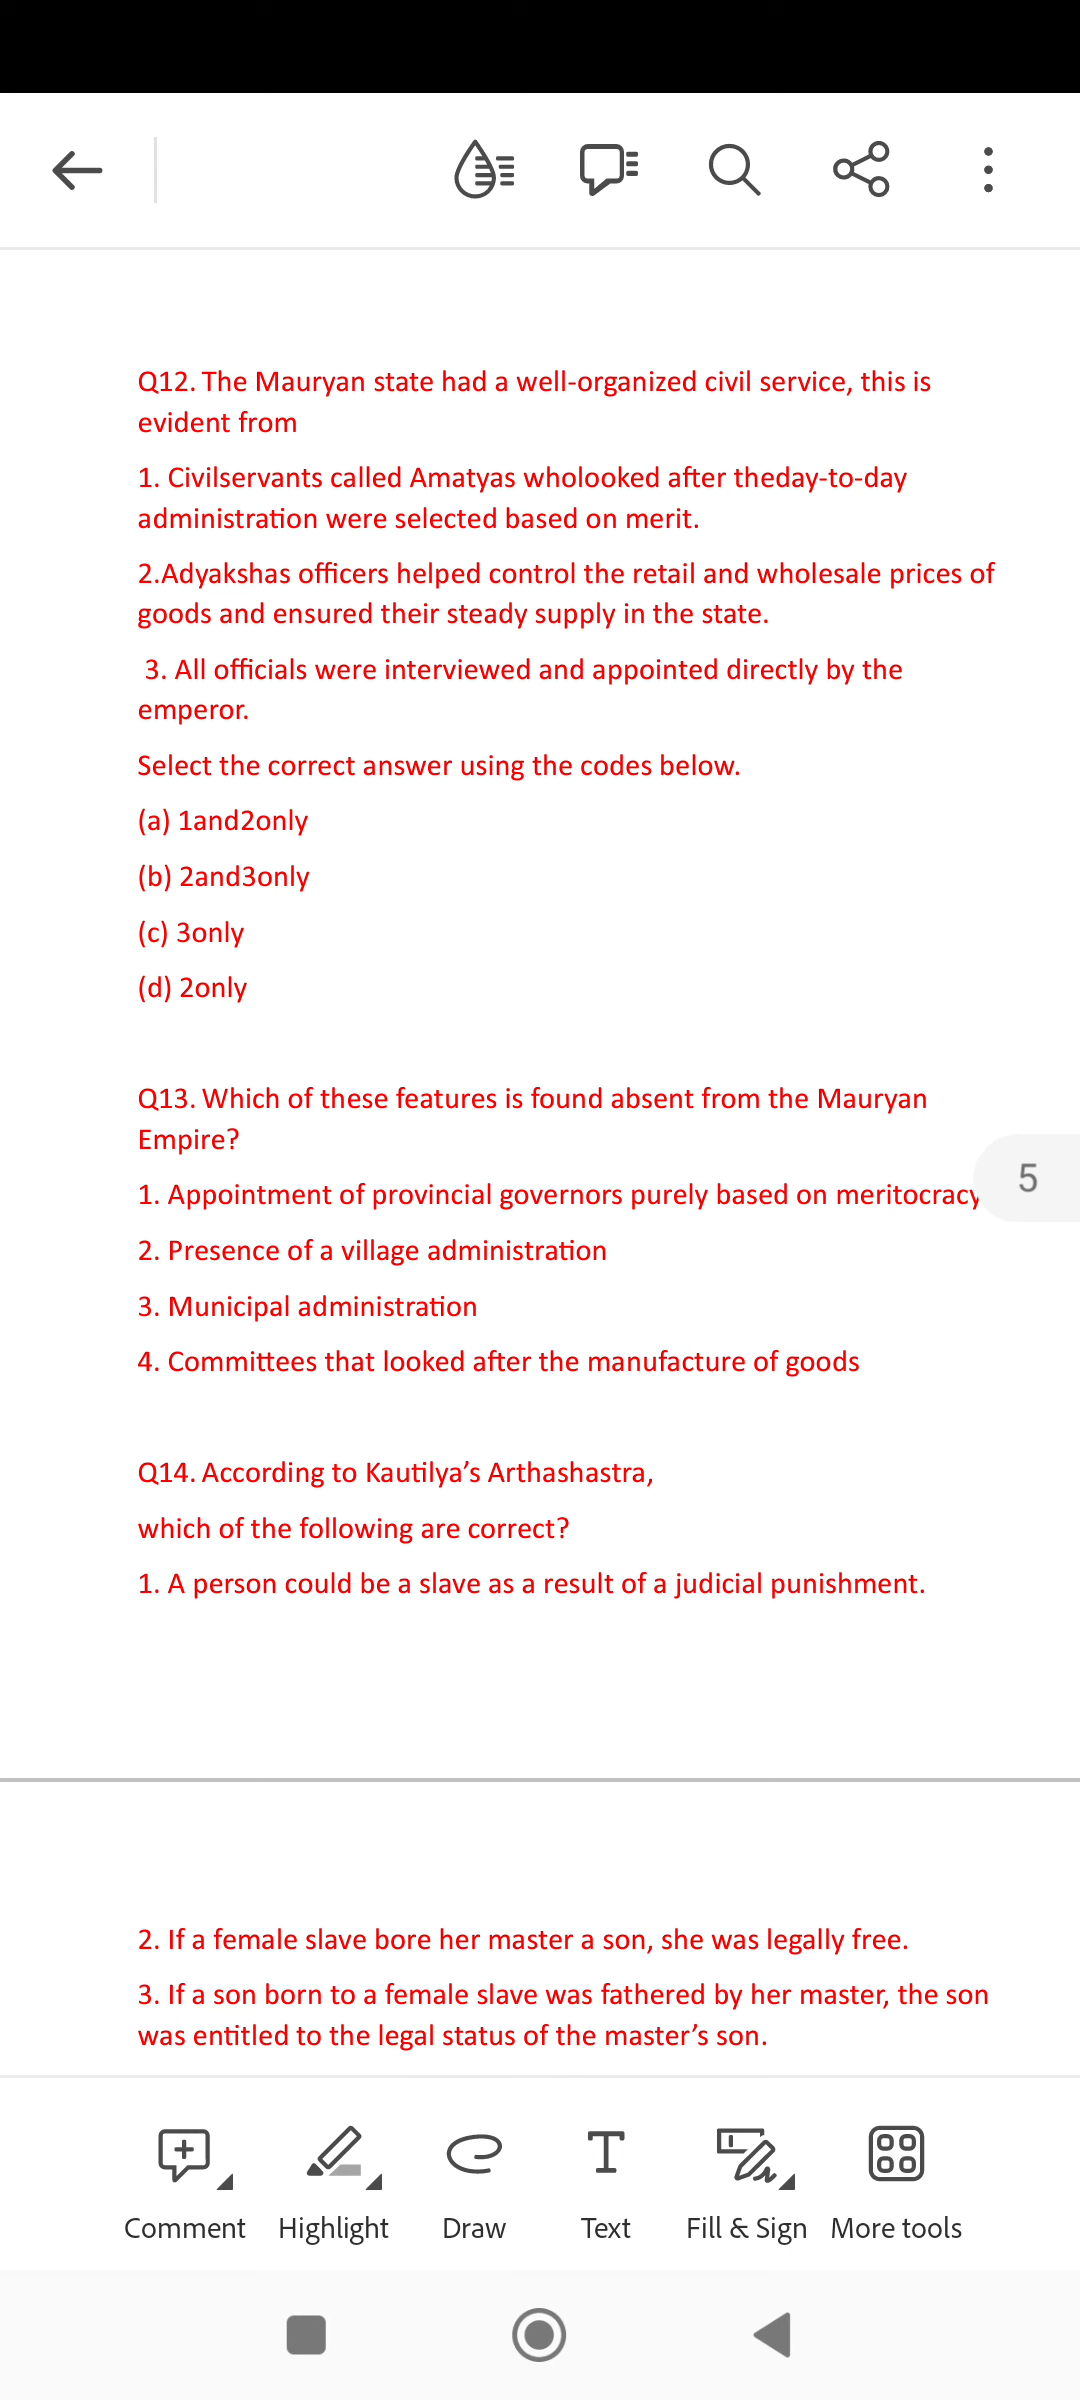 Q12. The Mauryan state had a well-organized civil service, this is
evident from
1. Civilservants called Amatyas wholooked after theday-to-day
administration were selected based on merit.
2.Adyakshas officers helped control the retail and wholesale prices of
goods and ensured their steady supply in the state.
3. All officials were interviewed and appointed directly by the
emperor.
Select the correct answer using the codes below.
(a) 1and2only
(b) 2and3only
(c) 3only
(d) 2only
Q13. Which of these features is found absent from the Mauryan
Empire?
1. Appointment of provincial governors purely based on meritocracy
5
2. Presence of a village administration
3. Municipal administration
4. Committees that looked after the manufacture of goods
Q14. According to Kautilya’s Arthashastra,
which of the following are correct?
1. A person could be a slave as a result of a judicial punishment.
2. If a female slave bore her master a son, she was legally free.
3. If a son born to a female slave was fathered by her master, the son
was entitled to the legal status of the master’s son.
Comment Highlight Draw Text Fill & Sign More tools